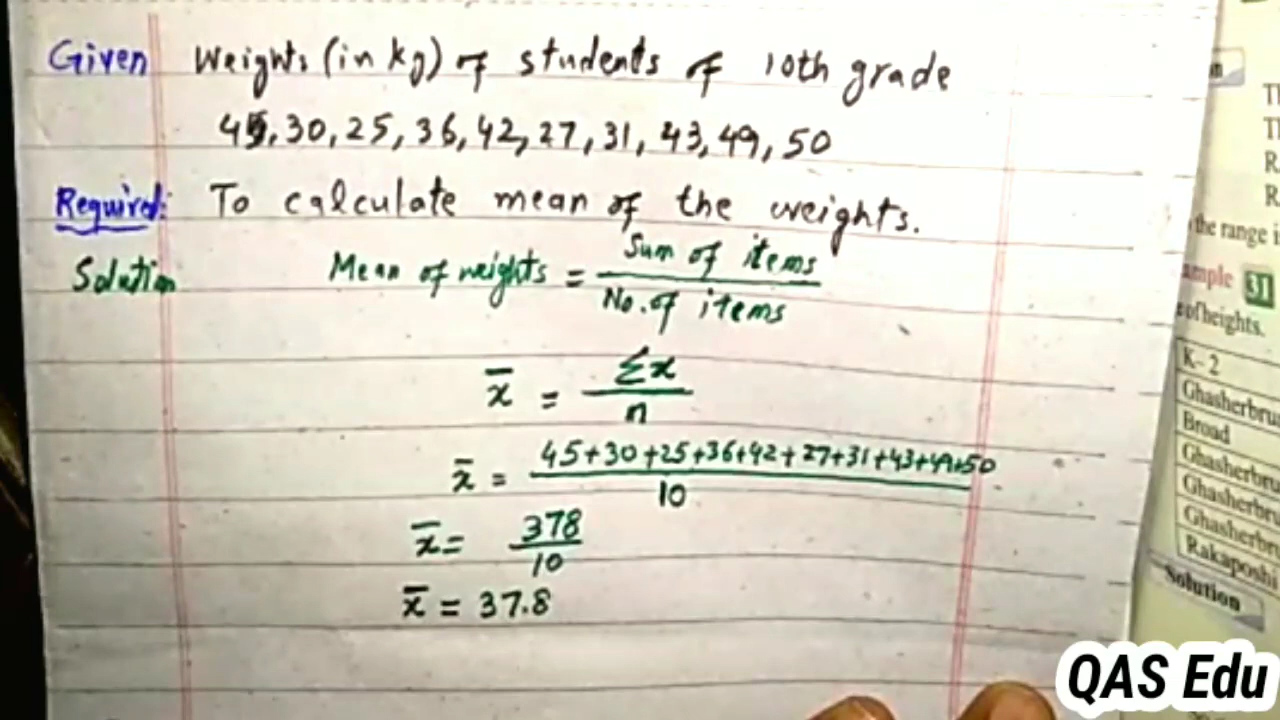 Given Weights (in kg) of students of 10th grade
45, 30, 25, 36, 42, 27, 31, 43, 49, 50
Required: To calculate mean of the weights.
Solution Mean of weights = Sum of items / No. of items
x̄ = Σx / n
x̄ = 45+30+25+36+42+27+31+43+49+50 / 10
x̄ = 378 / 10
x̄ = 37.8
the range i
ample 31
of heights.
K-2
Ghasherbru
Broad
Ghasherbru
Ghasherbru
Ghasherbru
Rakaposhi
Solution
QAS Edu